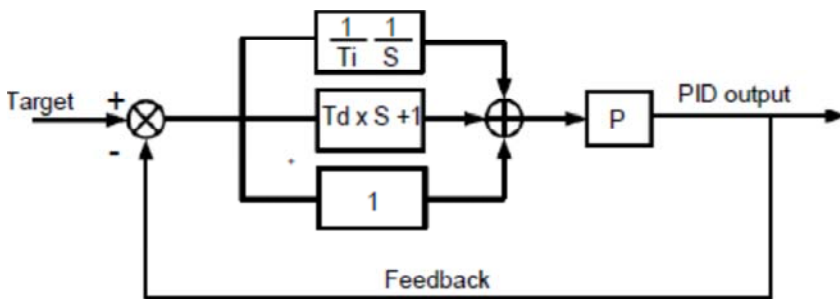 1 1
Ti S
Target + Td x S +1 P PID output
-
1
Feedback